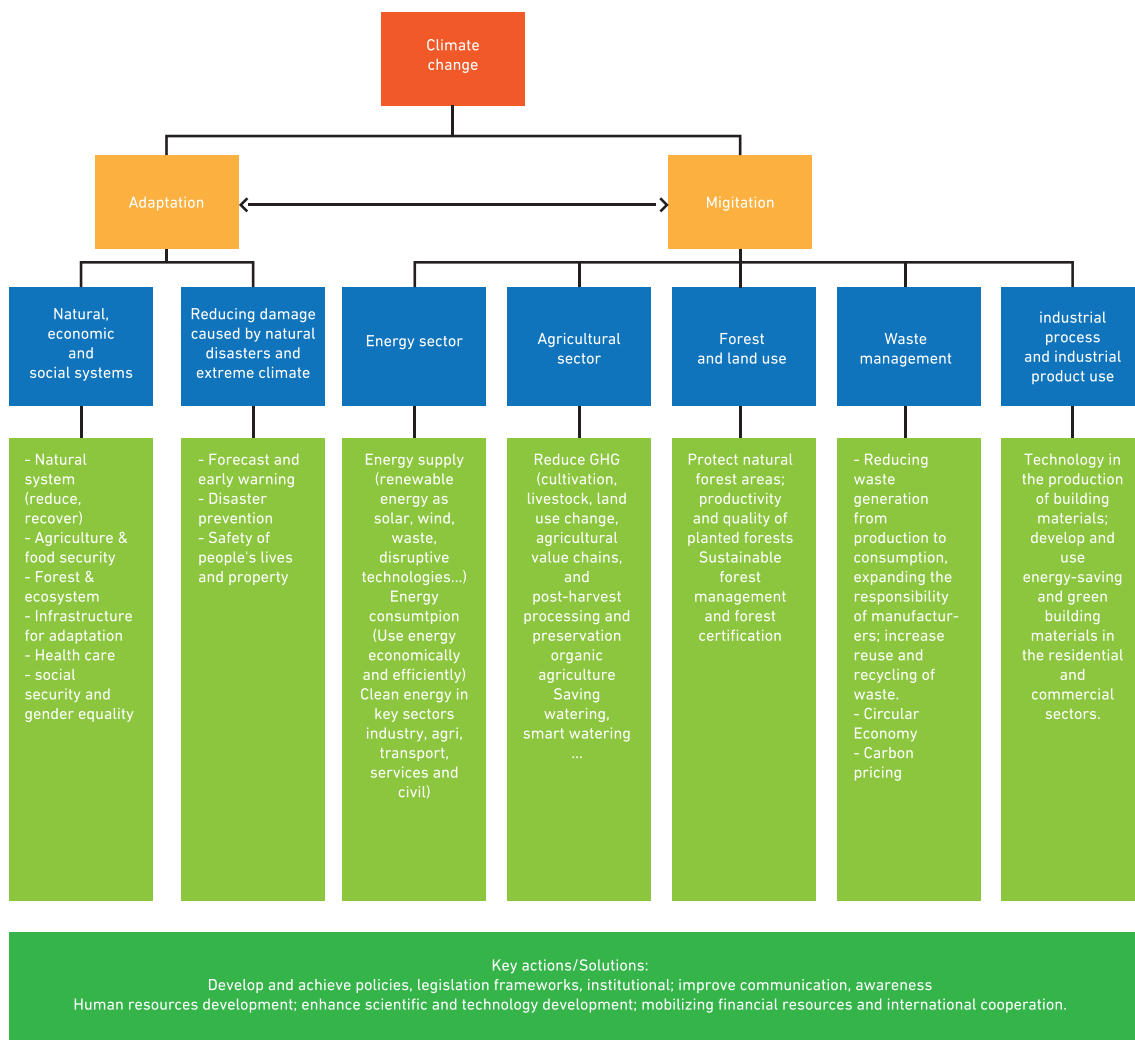 Climate
change
Adaptation
Migitation
Natural,
economic
and
social systems
Reducing damage
caused by natural
disasters and
extreme climate
Energy sector
Agricultural
sector
Forest
and land use
Waste
management
industrial
process
and industrial
product use
- Natural
system
(reduce,
recover)
- Agriculture &
food security
- Forest &
ecosystem
- Infrastructure
for adaptation
- Health care
- social
security and
gender equality
- Forecast and
early warning
- Disaster
prevention
- Safety of
people's lives
and property
Energy supply
(renewable
energy as
solar, wind,
waste,
disruptive
technologies...)
Energy
consumtpion
(Use energy
economically
and efficiently)
Clean energy in
key sectors
industry, agri,
transport,
services and
civil)
Reduce GHG
(cultivation,
livestock, land
use change,
agricultural
value chains,
and
post-harvest
processing and
preservation
organic
agriculture
Saving
watering,
smart watering
...
Protect natural
forest areas;
productivity
and quality of
planted forests
Sustainable
forest
management
and forest
certification
- Reducing
waste
generation
from
production to
consumption,
expanding the
responsibility
of manufactur-
ers; increase
reuse and
recycling of
waste.
- Circular
Economy
- Carbon
pricing
Technology in
the production
of building
materials;
develop and
use
energy-saving
and green
building
materials in
the residential
and
commercial
sectors.
Key actions/Solutions:
Develop and achieve policies, legislation frameworks, institutional; improve communication, awareness
Human resources development; enhance scientific and technology development; mobilizing financial resources and international cooperation.